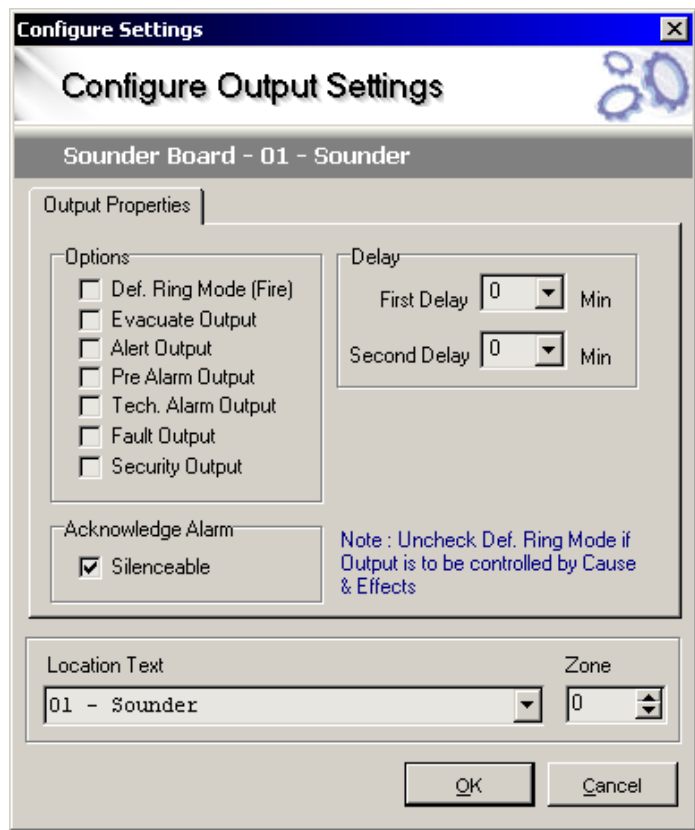 Configure Settings
Configure Output Settings
Sounder Board - 01 - Sounder
Output Properties
Options
Def. Ring Mode (Fire)
Evacuate Output
Alert Output
Pre Alarm Output
Tech. Alarm Output
Fault Output
Security Output
Delay
First Delay 0 Min
Second Delay 0 Min
Acknowledge Alarm
Silenceable
Note : Uncheck Def. Ring Mode if
Output is to be controlled by Cause
& Effects
Location Text
01 - Sounder
Zone
0
OK
Cancel